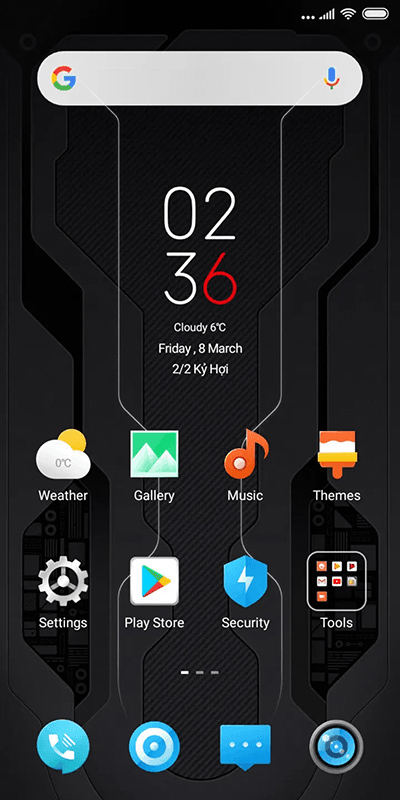 02
36
Cloudy 6℃
Friday , 8 March
2/2 Kỷ Hợi
0℃
Weather
Gallery
Music
Themes
Settings
Play Store
Security
Tools